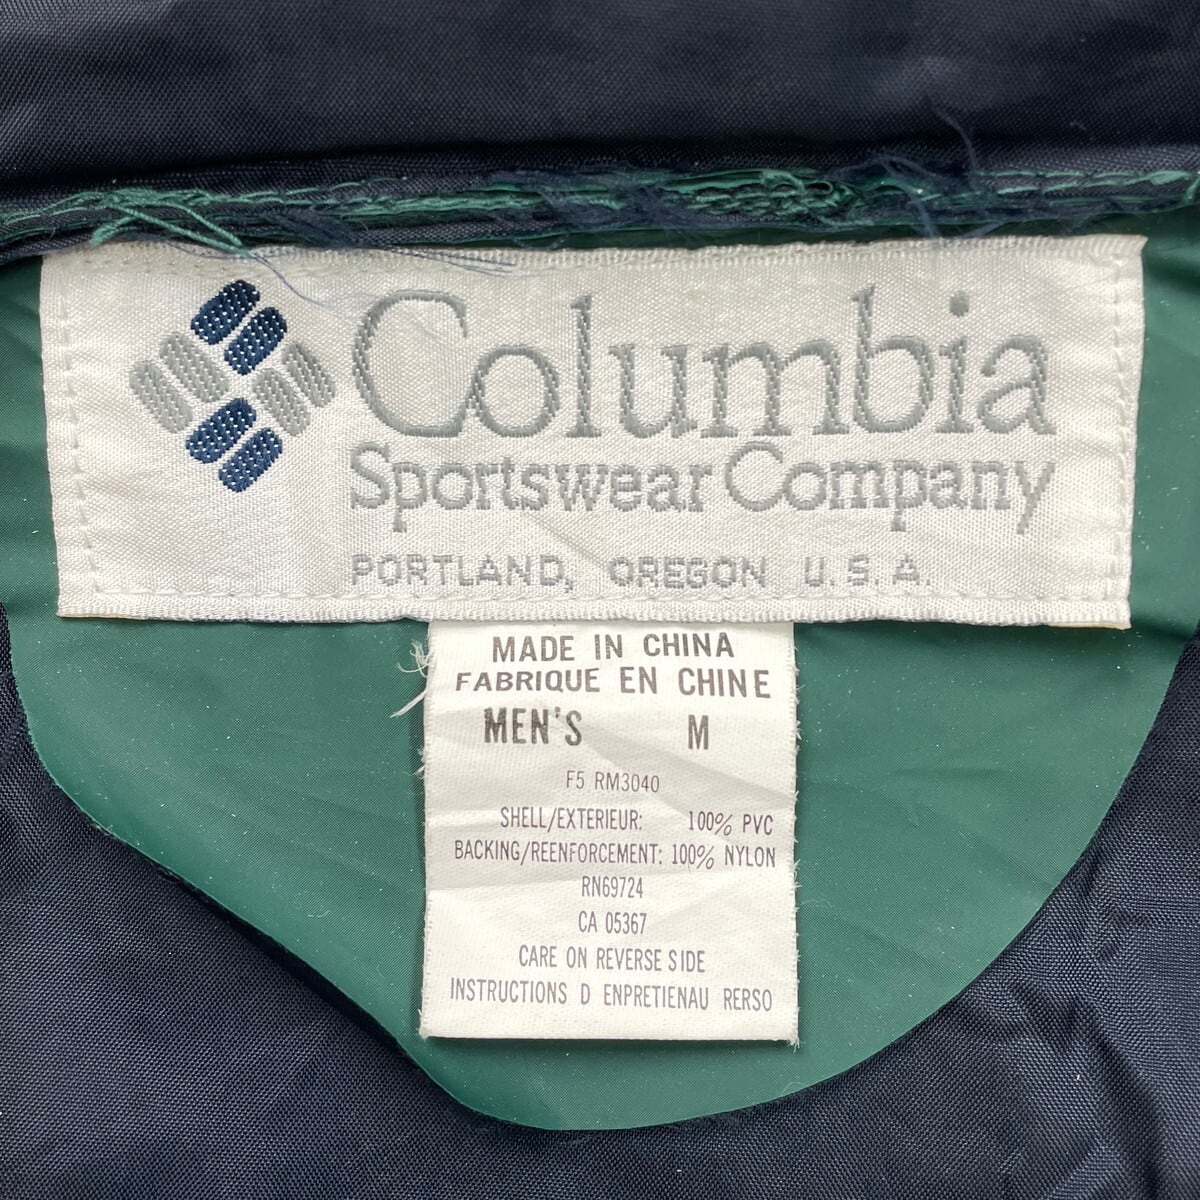 Columbia
Sportswear Company
PORTLAND, OREGON U.S.A.
MADE IN CHINA
FABRIQUE EN CHINE
MEN'S M
F5 RM3040
SHELL/EXTERIEUR: 100% PVC
BACKING/REENFORCEMENT: 100% NYLON
RN69724
CA 05367
CARE ON REVERSE SIDE
INSTRUCTIONS D ENPRETIENAU RERSO